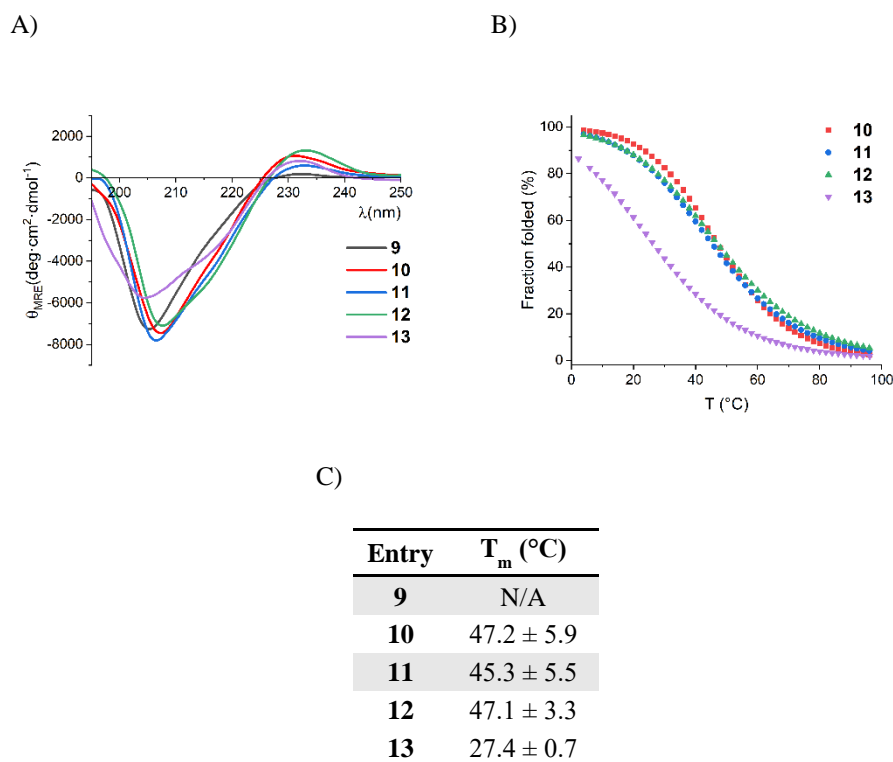 A)
θMRE(deg·cm²·dmol⁻¹)
2000
0
-2000
-4000
-6000
-8000
200
210
220
230
240
250
λ(nm)
9
10
11
12
13
B)
Fraction folded (%)
100
80
60
40
20
0
0
20
40
60
80
100
T (°C)
10
11
12
13
C)
Entry Tm (°C)
9 N/A
10 47.2 ± 5.9
11 45.3 ± 5.5
12 47.1 ± 3.3
13 27.4 ± 0.7